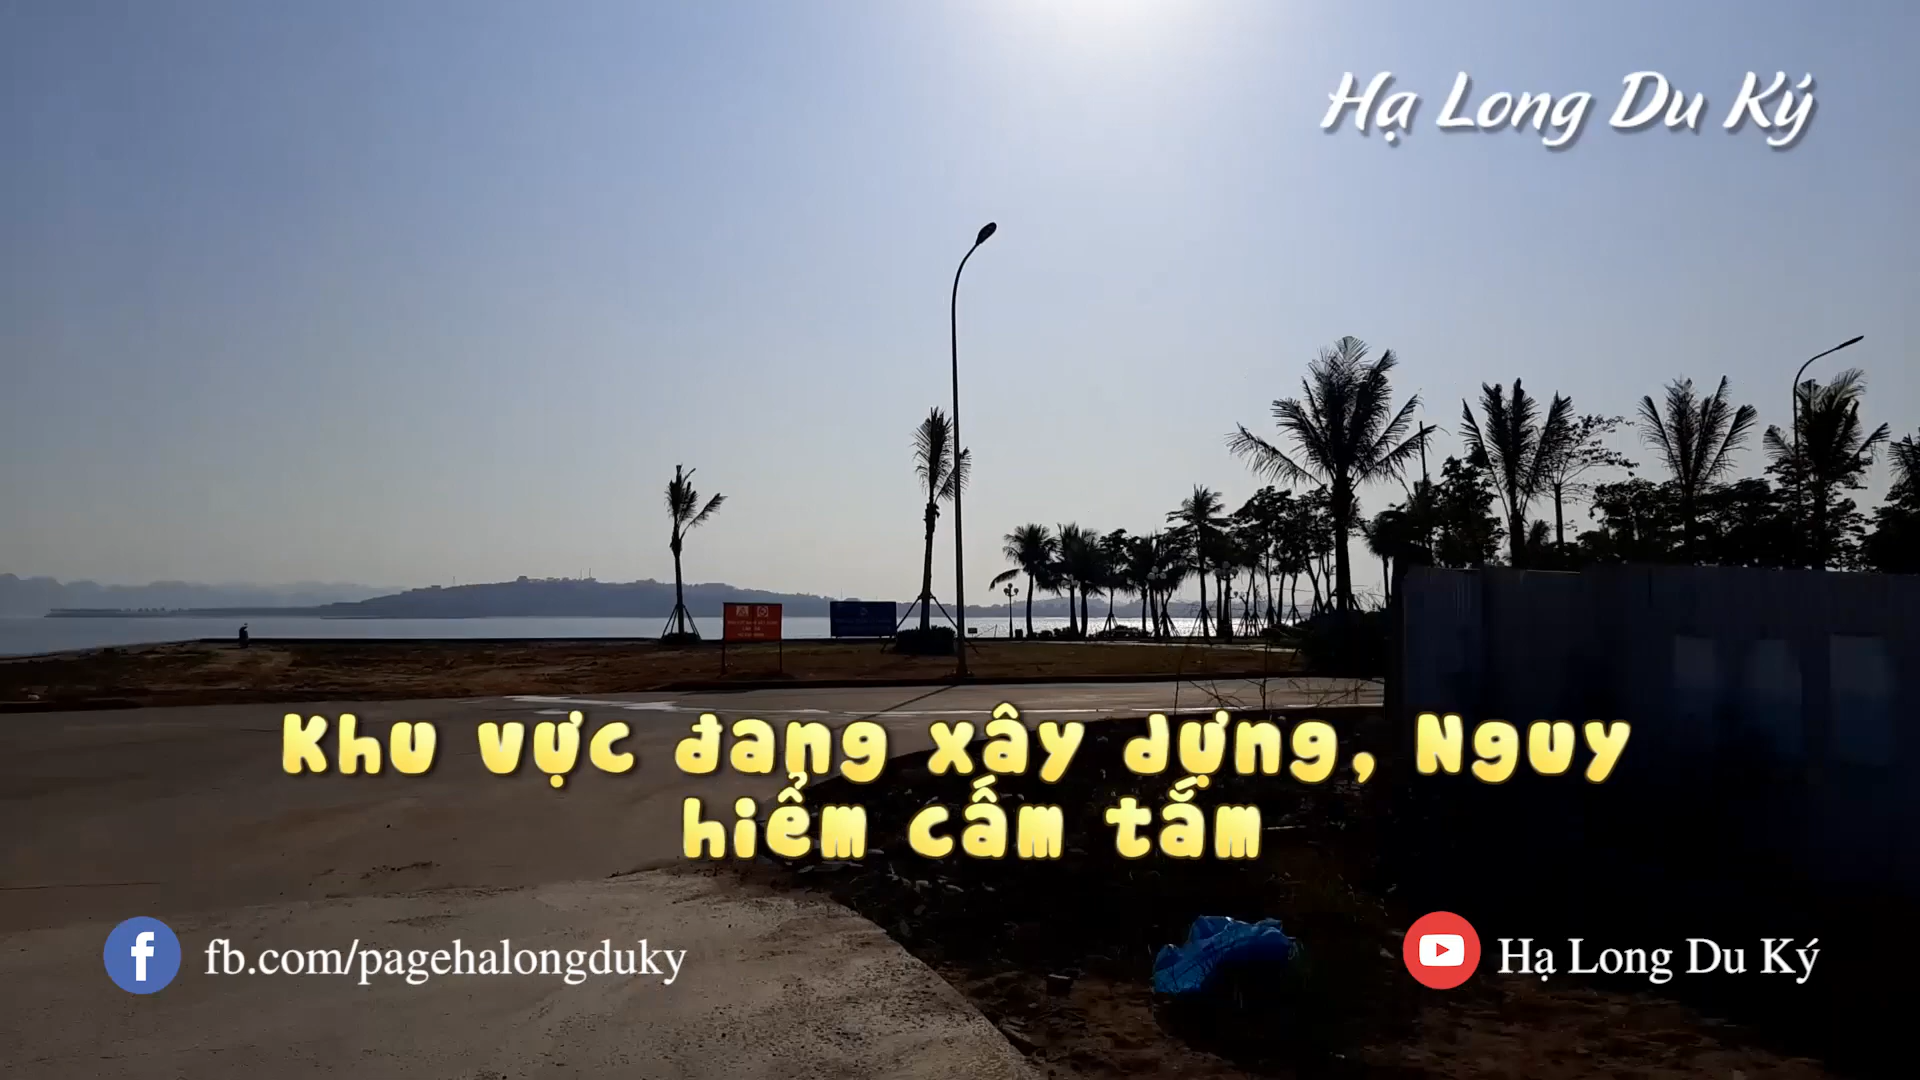 Hạ Long Du Ký
Khu vực đang xây dựng, Nguy
hiểm cấm tắm
fb.com/pagehalongduky
Hạ Long Du Ký